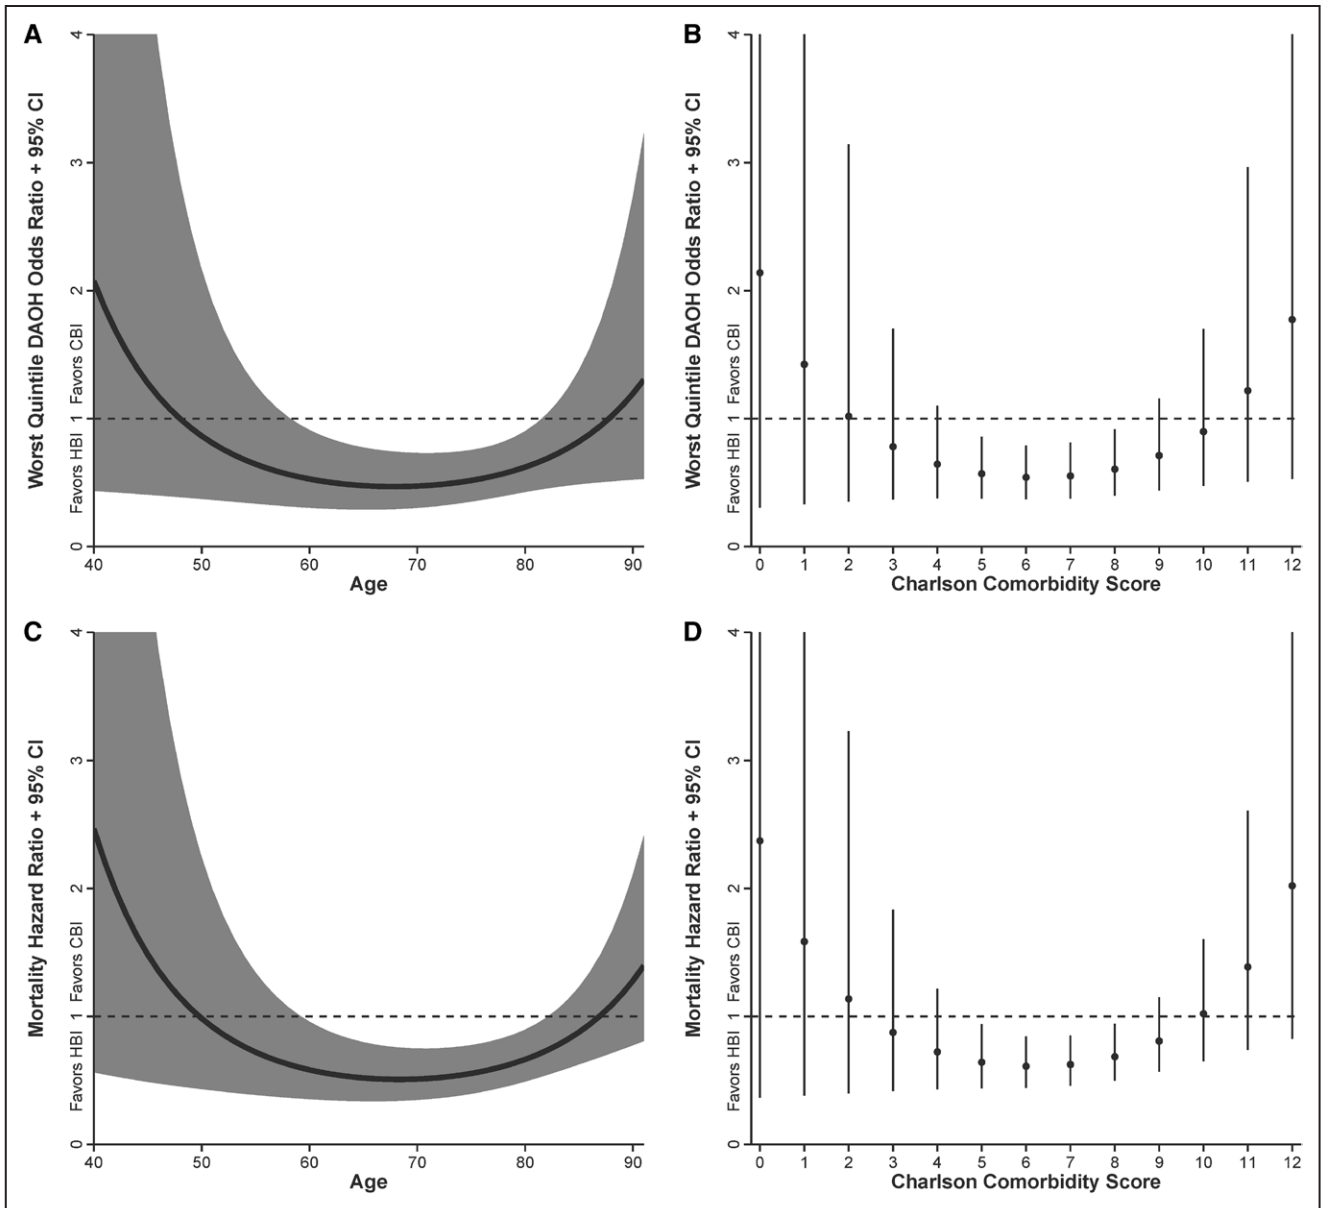 A
Worst Quintile DAOH Odds Ratio + 95% CI
Favors HBI 1 Favors CBI
0 2 3 4
40 50 60 70 80 90
Age
B
Worst Quintile DAOH Odds Ratio + 95% CI
Favors HBI 1 Favors CBI
0 2 3 4
0 1 2 3 4 5 6 7 8 9 10 11 12
Charlson Comorbidity Score
C
Mortality Hazard Ratio + 95% CI
Favors HBI 1 Favors CBI
0 2 3 4
40 50 60 70 80 90
Age
D
Mortality Hazard Ratio + 95% CI
Favors HBI 1 Favors CBI
0 2 3 4
0 1 2 3 4 5 6 7 8 9 10 11 12
Charlson Comorbidity Score